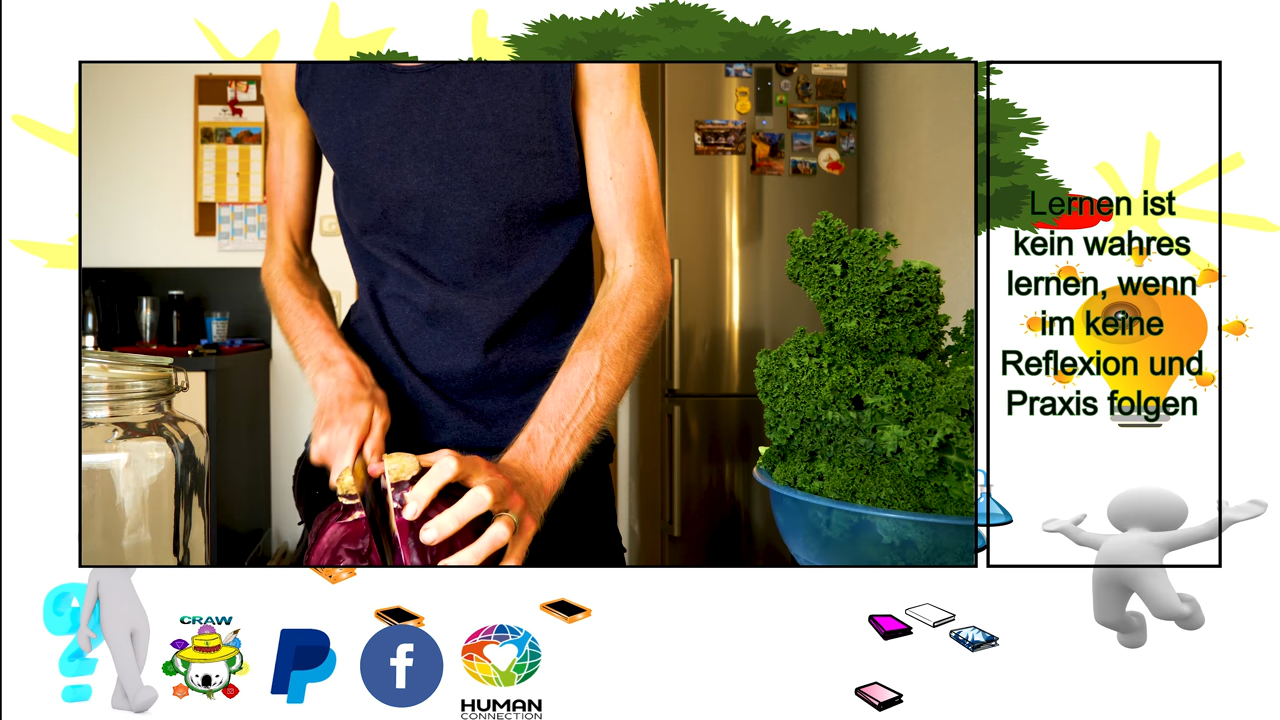 Lernen ist
kein wahres
lernen, wenn
im keine
Reflexion und
Praxis folgen
CRAW
HUMAN
CONNECTION